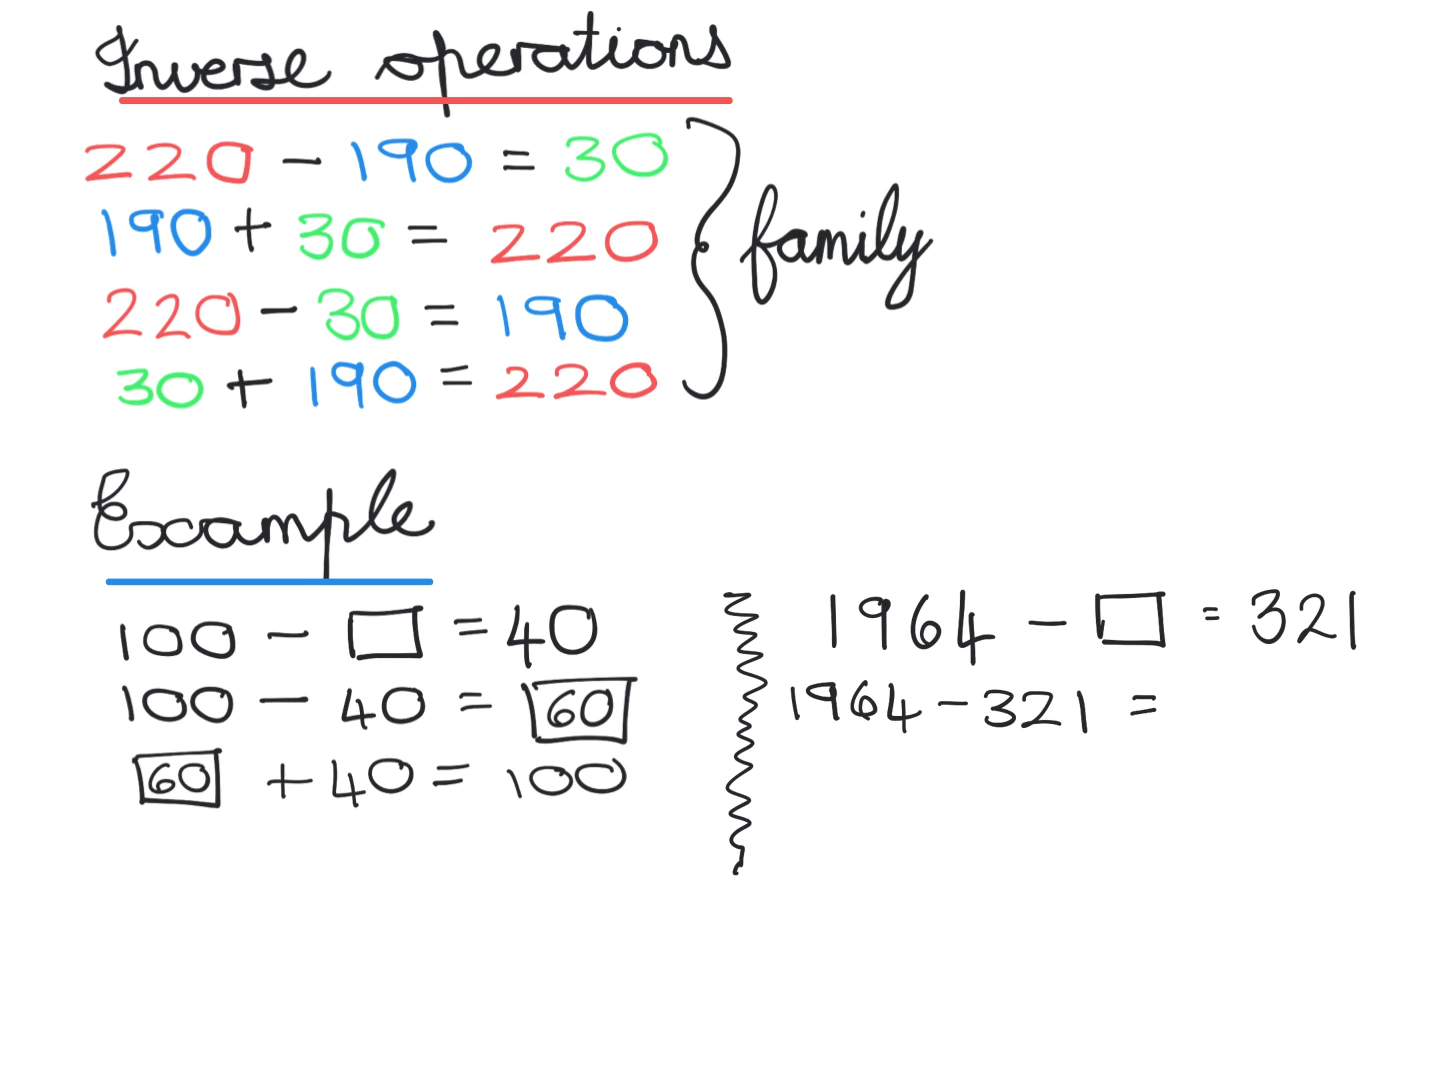 Inverse operations
220 - 190 = 30
190 + 30 = 220
220 - 30 = 190
30 + 190 = 220
family
Example
100 - □ = 40
100 - 40 = 60
60 + 40 = 100
1964 - □ = 321
1964 - 321 =